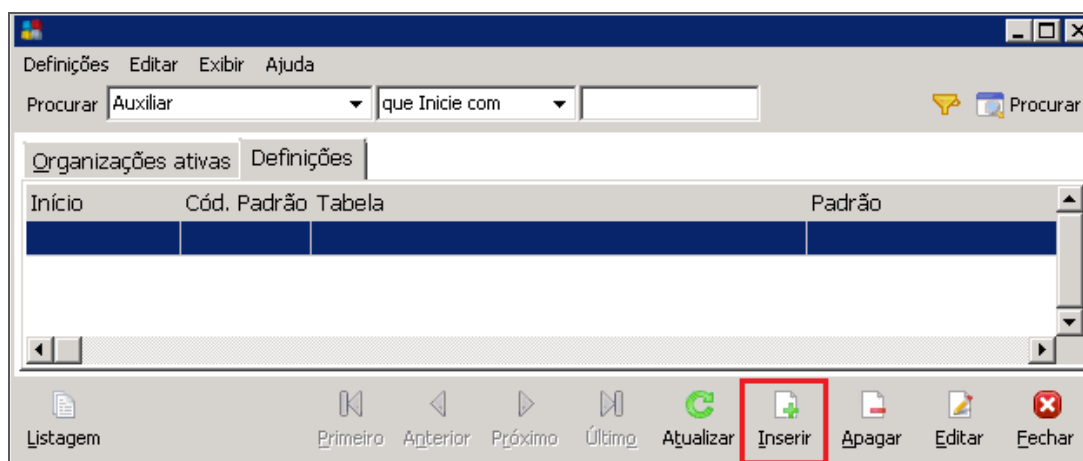 Definições Editar Exibir Ajuda
Procurar Auxiliar que Inicie com Procurar
Organizações ativas Definições
Início Cód. Padrão Tabela Padrão
Listagem Primeiro Anterior Próximo Último Atualizar Inserir Apagar Editar Fechar